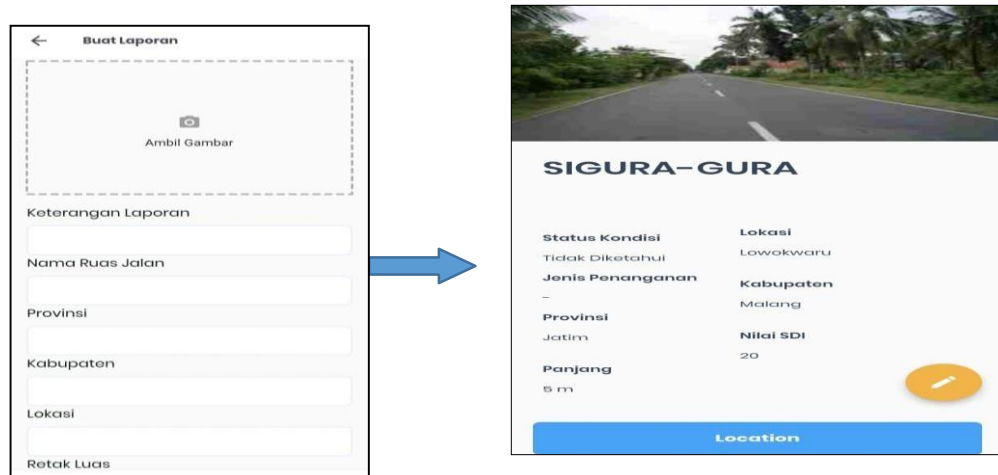 Buat Laporan
Ambil Gambar
Keterangan Laporan
Nama Ruas Jalan
Provinsi
Kabupaten
Lokasi
Retak Luas
SIGURA-GURA
Status Kondisi
Tidak Diketahui
Jenis Penanganan
-
Provinsi
Jatim
Panjang
5 m
Lokasi
Lowokwaru
Kabupaten
Malang
Nilai SDI
20
Location